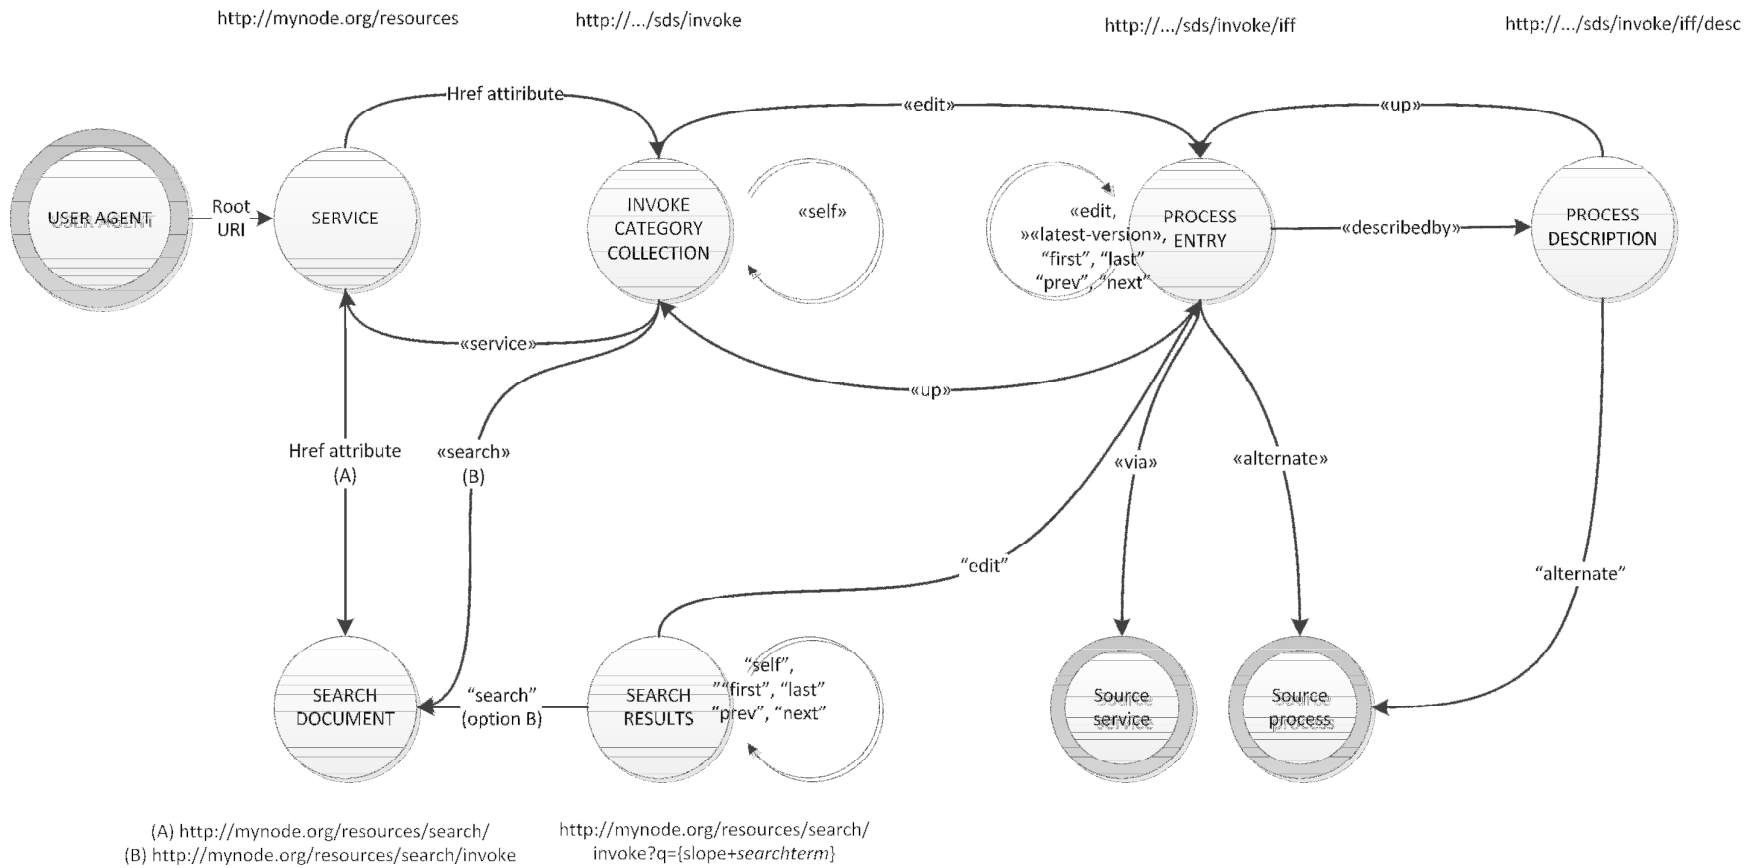 http://mynode.org/resources
http://.../sds/invoke
http://.../sds/invoke/iff
http://.../sds/invoke/iff/desc
Href attiribute
«edit»
«up»
USER AGENT
Root
URI
SERVICE
INVOKE
CATEGORY
COLLECTION
«self»
«edit,
»«latest-version»,
“first”, “last”
“prev”, “next”
PROCESS
ENTRY
«describedby»
PROCESS
DESCRIPTION
«service»
«up»
Href attribute
(A)
«search»
(B)
«via»
«alternate»
“edit”
“alternate”
SEARCH
DOCUMENT
“search”
(option B)
SEARCH
RESULTS
“self”,
”“first”, “last”
“prev”, “next”
Source
service
Source
process
(A) http://mynode.org/resources/search/
(B) http://mynode.org/resources/search/invoke
http://mynode.org/resources/search/
invoke?q={slope+searchterm}